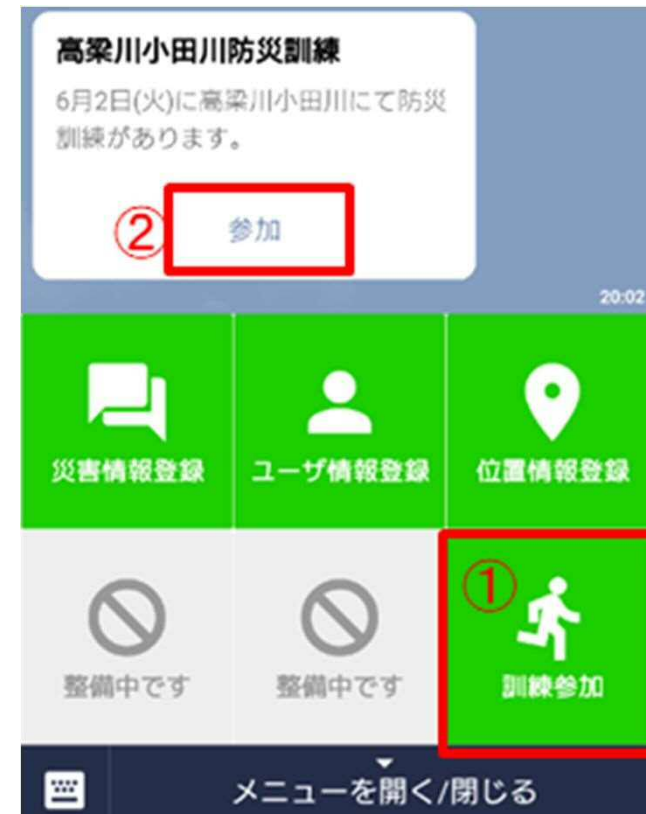 高梁川小田川防災訓練
6月2日(火)に高梁川小田川にて防災
訓練があります。
② 参加
20:02
災害情報登録 ユーザ情報登録 位置情報登録
①
整備中です 整備中です 訓練参加
メニューを開く/閉じる